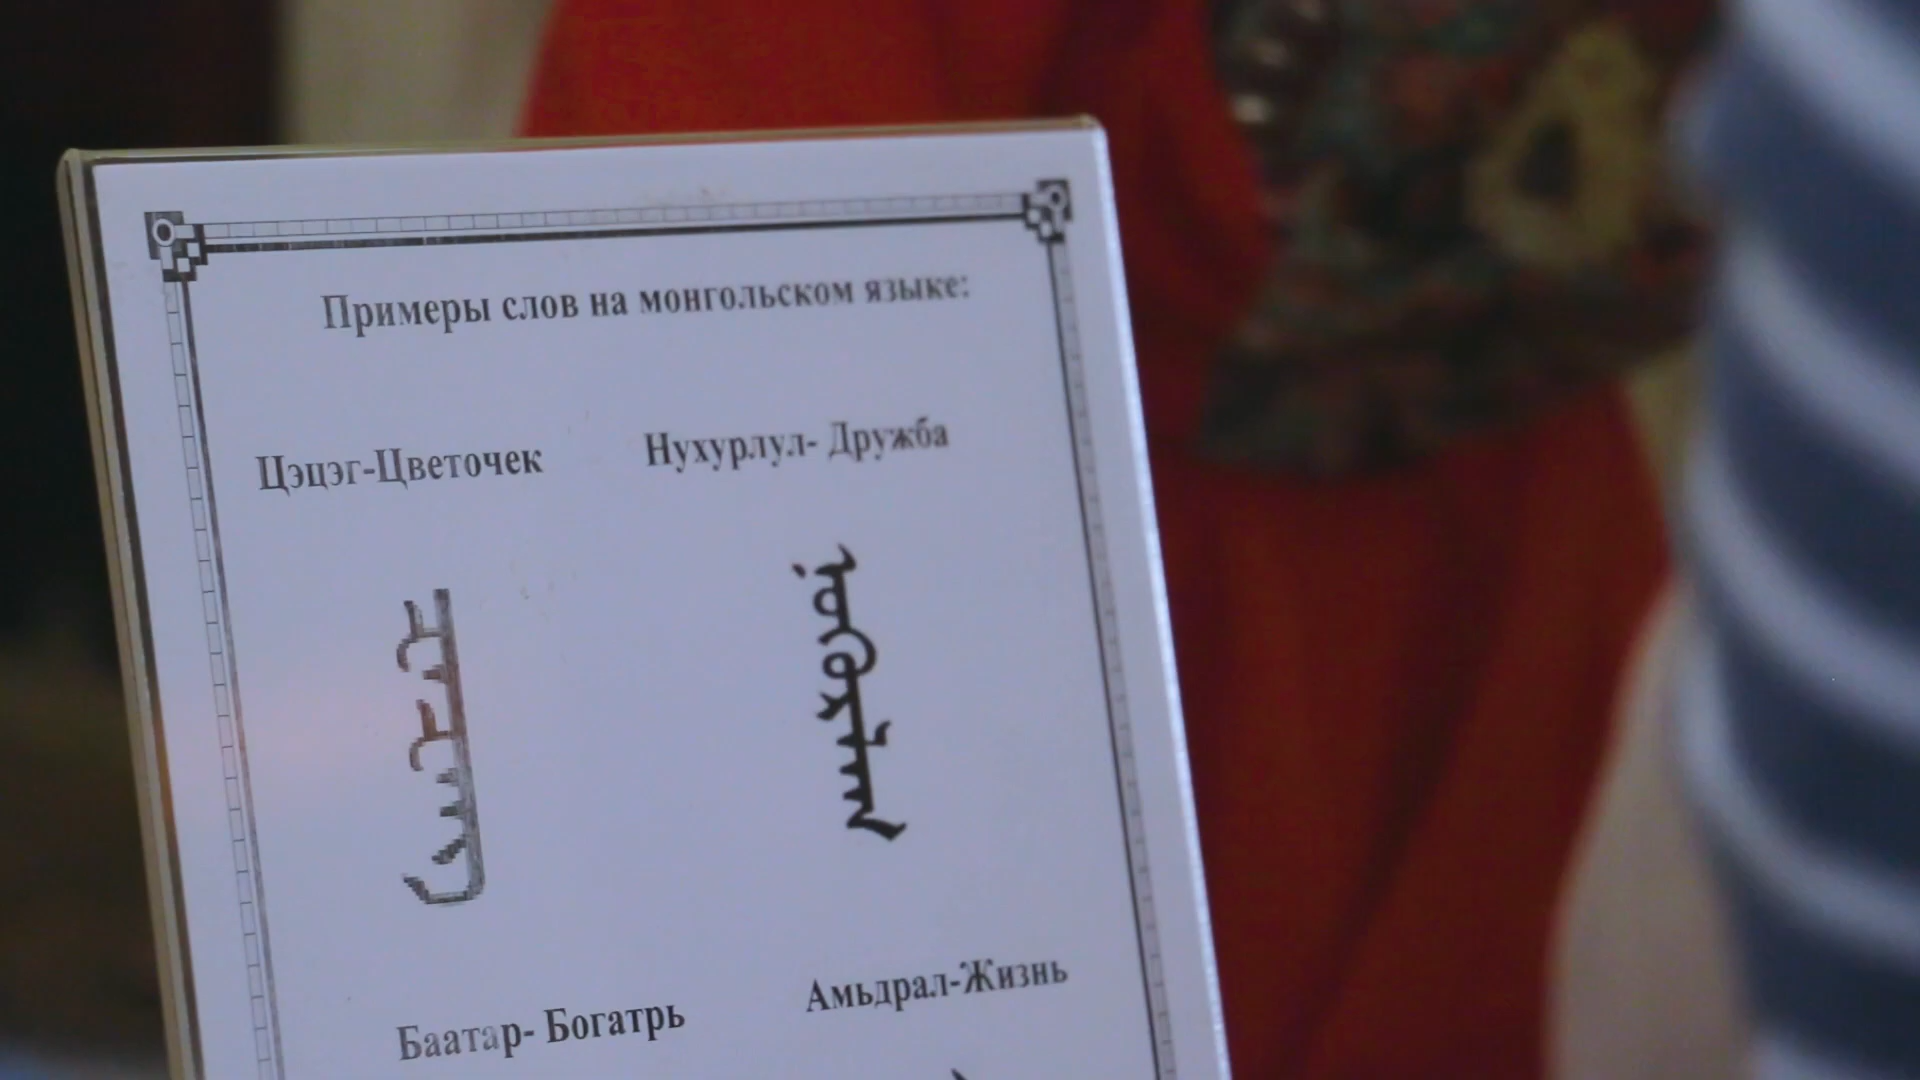 Примеры слов на монгольском языке:
Цэцэг-Цветочек
Нухурлул- Дружба
Баатар- Богатрь
Амьдрал-Жизнь